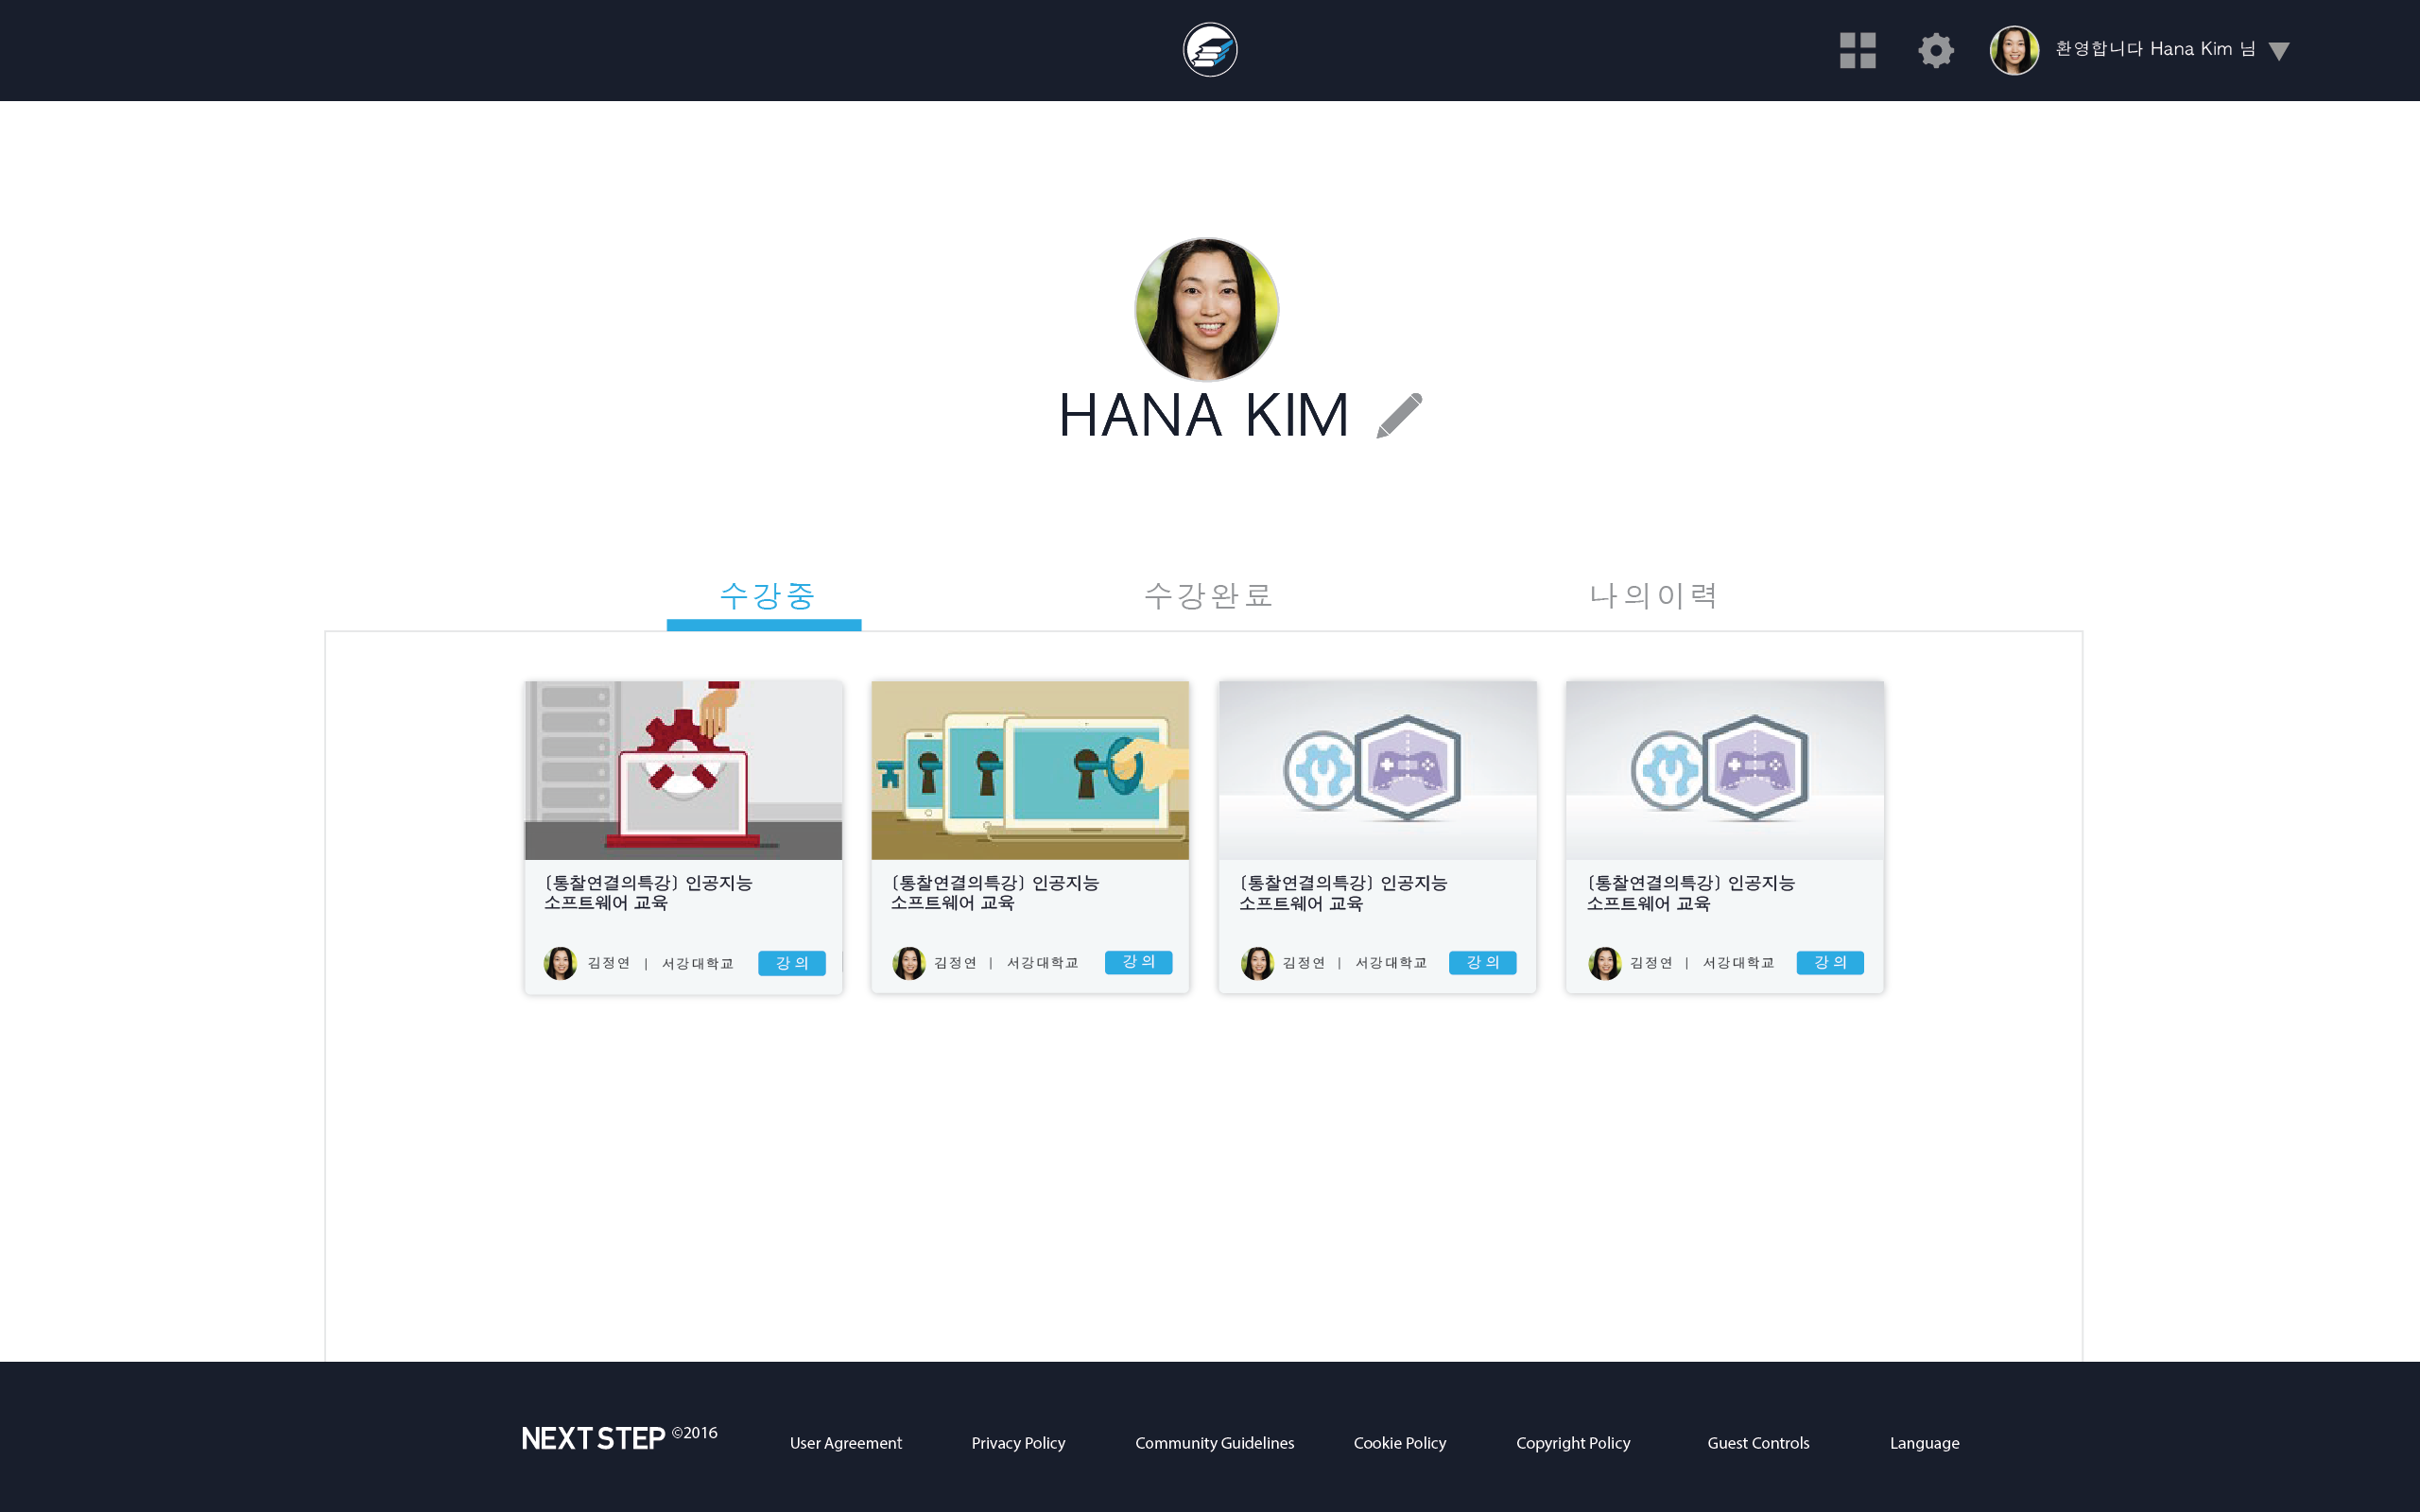 환영합니다 Hana Kim 님
HANA KIM
수강중
수강완료
나의이력
[통찰연결의특강] 인공지능
소프트웨어 교육
김정연 | 서강대학교
강의
[통찰연결의특강] 인공지능
소프트웨어 교육
김정연 | 서강대학교
강의
[통찰연결의특강] 인공지능
소프트웨어 교육
김정연 | 서강대학교
강의
[통찰연결의특강] 인공지능
소프트웨어 교육
김정연 | 서강대학교
강의
NEXT STEP ©2016
User Agreement
Privacy Policy
Community Guidelines
Cookie Policy
Copyright Policy
Guest Controls
Language